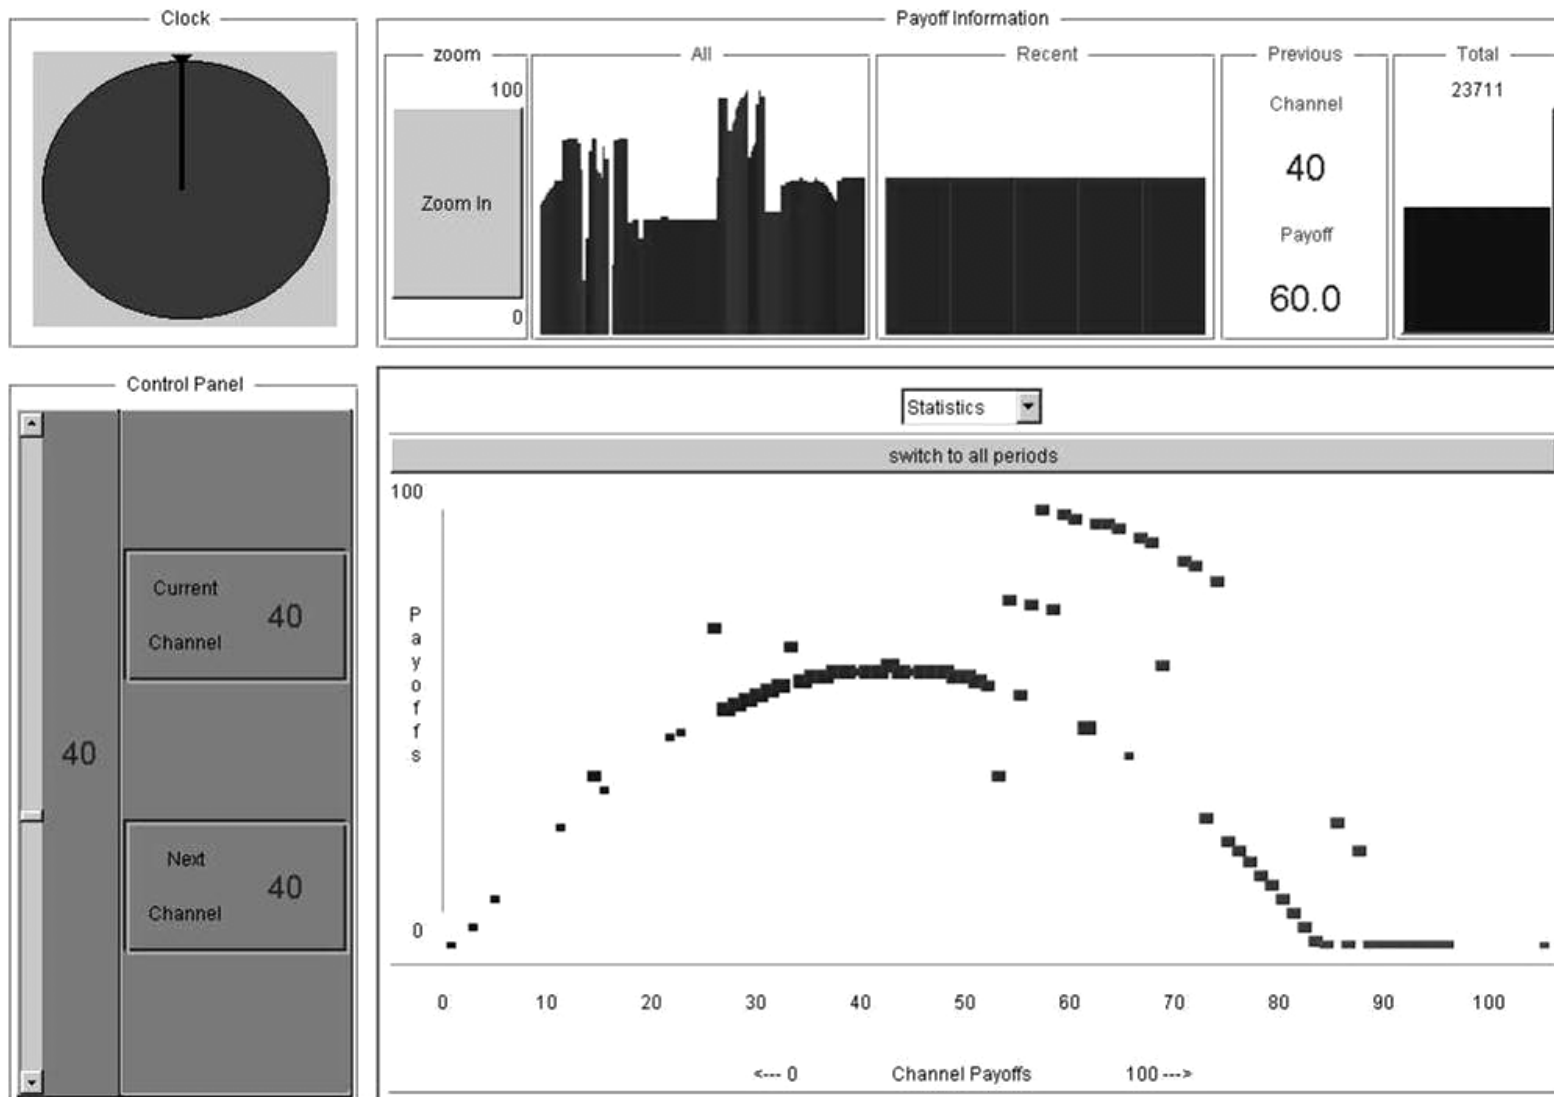 Clock
Payoff Information
zoom
All
Recent
Previous
Total
100
Zoom In
0
Channel
40
Payoff
60.0
23711
Control Panel
40
Current
Channel
40
Next
Channel
40
Statistics
switch to all periods
100
Payoffs
0
0 10 20 30 40 50 60 70 80 90 100
<--- 0 Channel Payoffs 100 --->